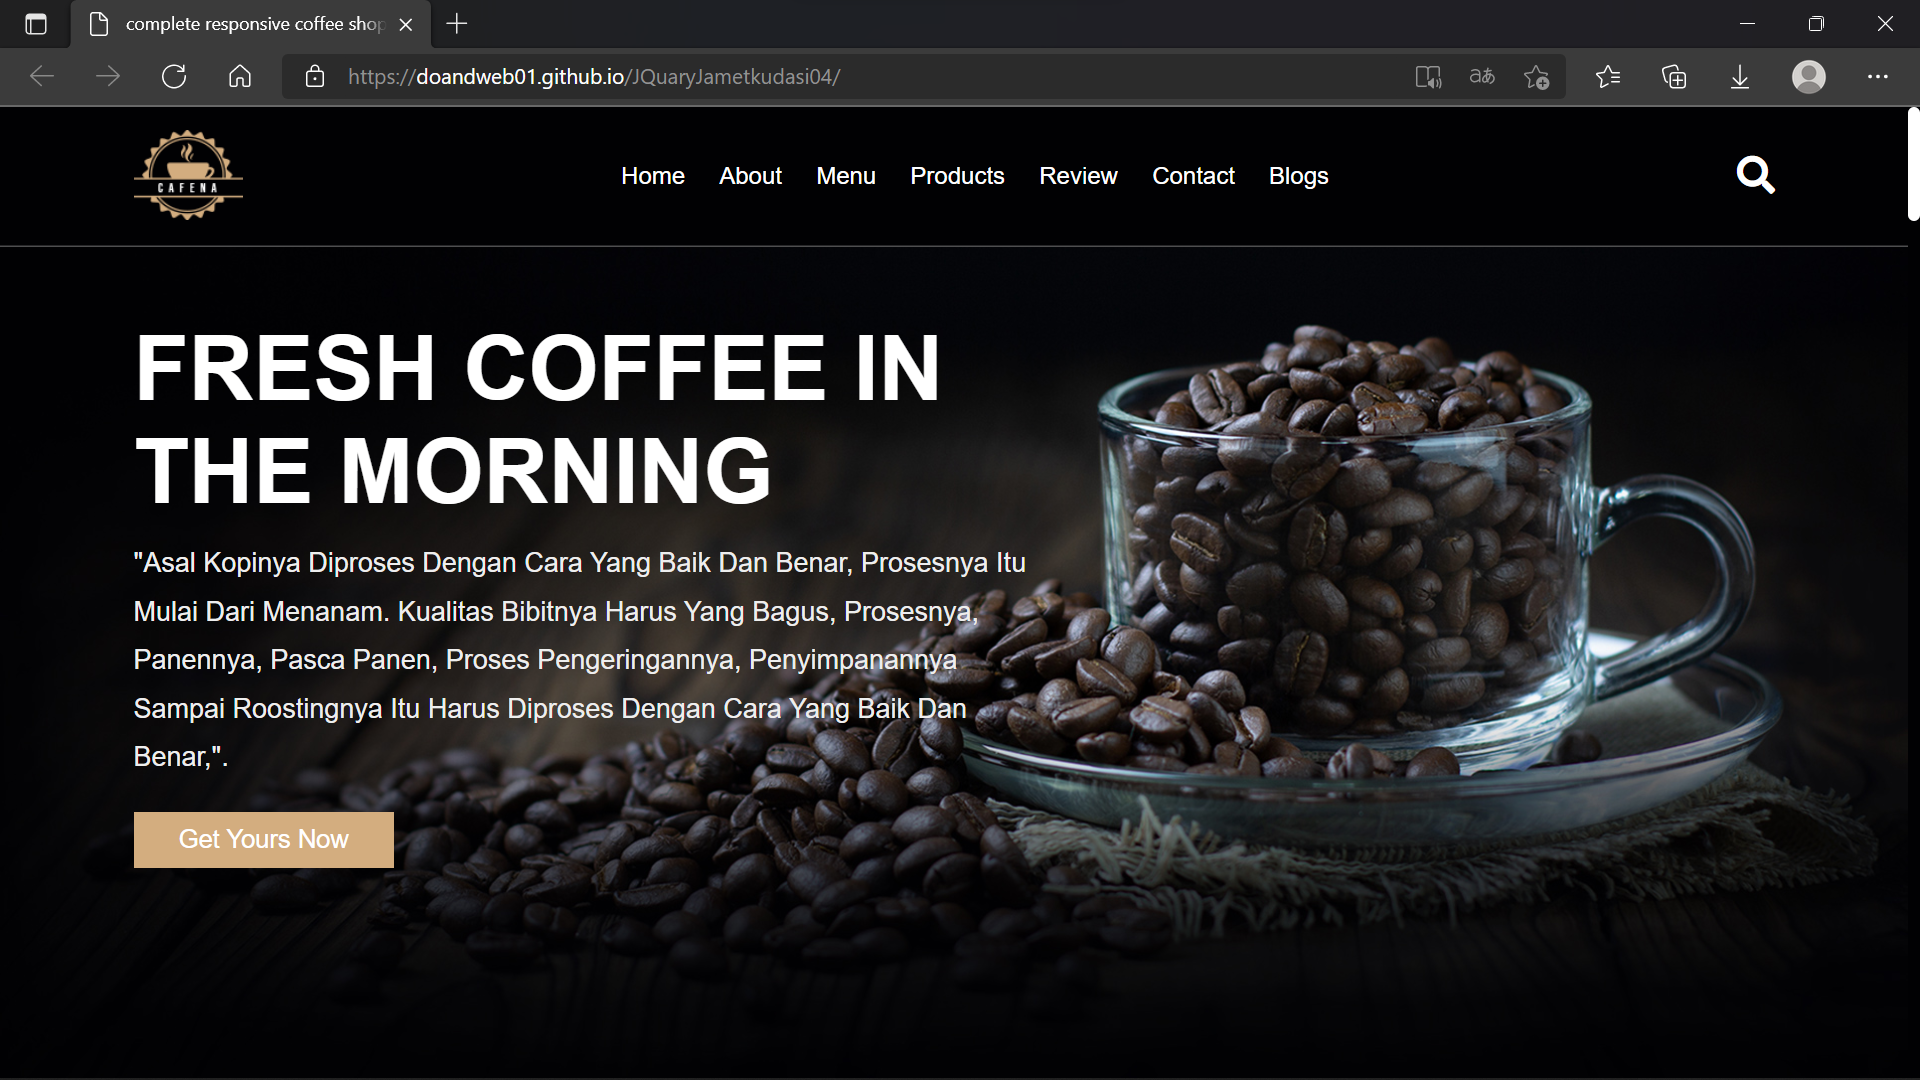 complete responsive coffee shop
https://doandweb01.github.io/JQuaryJametkudasi04/
CAFENA
Home About Menu Products Review Contact Blogs
FRESH COFFEE IN
THE MORNING
"Asal Kopinya Diproses Dengan Cara Yang Baik Dan Benar, Prosesnya Itu
Mulai Dari Menanam. Kualitas Bibitnya Harus Yang Bagus, Prosesnya,
Panennya, Pasca Panen, Proses Pengeringannya, Penyimpanannya
Sampai Roostingnya Itu Harus Diproses Dengan Cara Yang Baik Dan
Benar,".
Get Yours Now